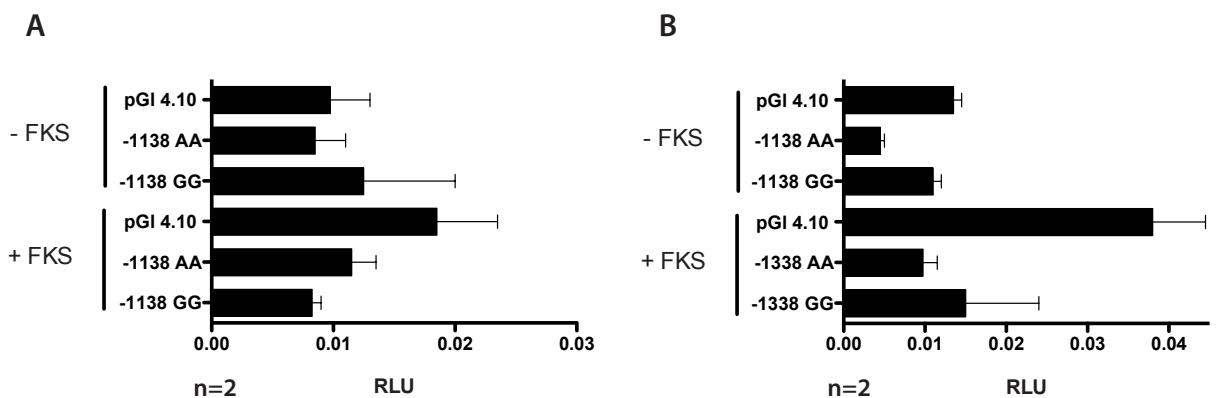 A
pGl 4.10
-1138 AA
-1138 GG
pGl 4.10
-1138 AA
-1138 GG
- FKS
+ FKS
0.00 0.01 0.02 0.03
n=2 RLU
B
pGl 4.10
-1138 AA
-1138 GG
pGl 4.10
-1338 AA
-1338 GG
- FKS
+ FKS
0.00 0.01 0.02 0.03 0.04
n=2 RLU